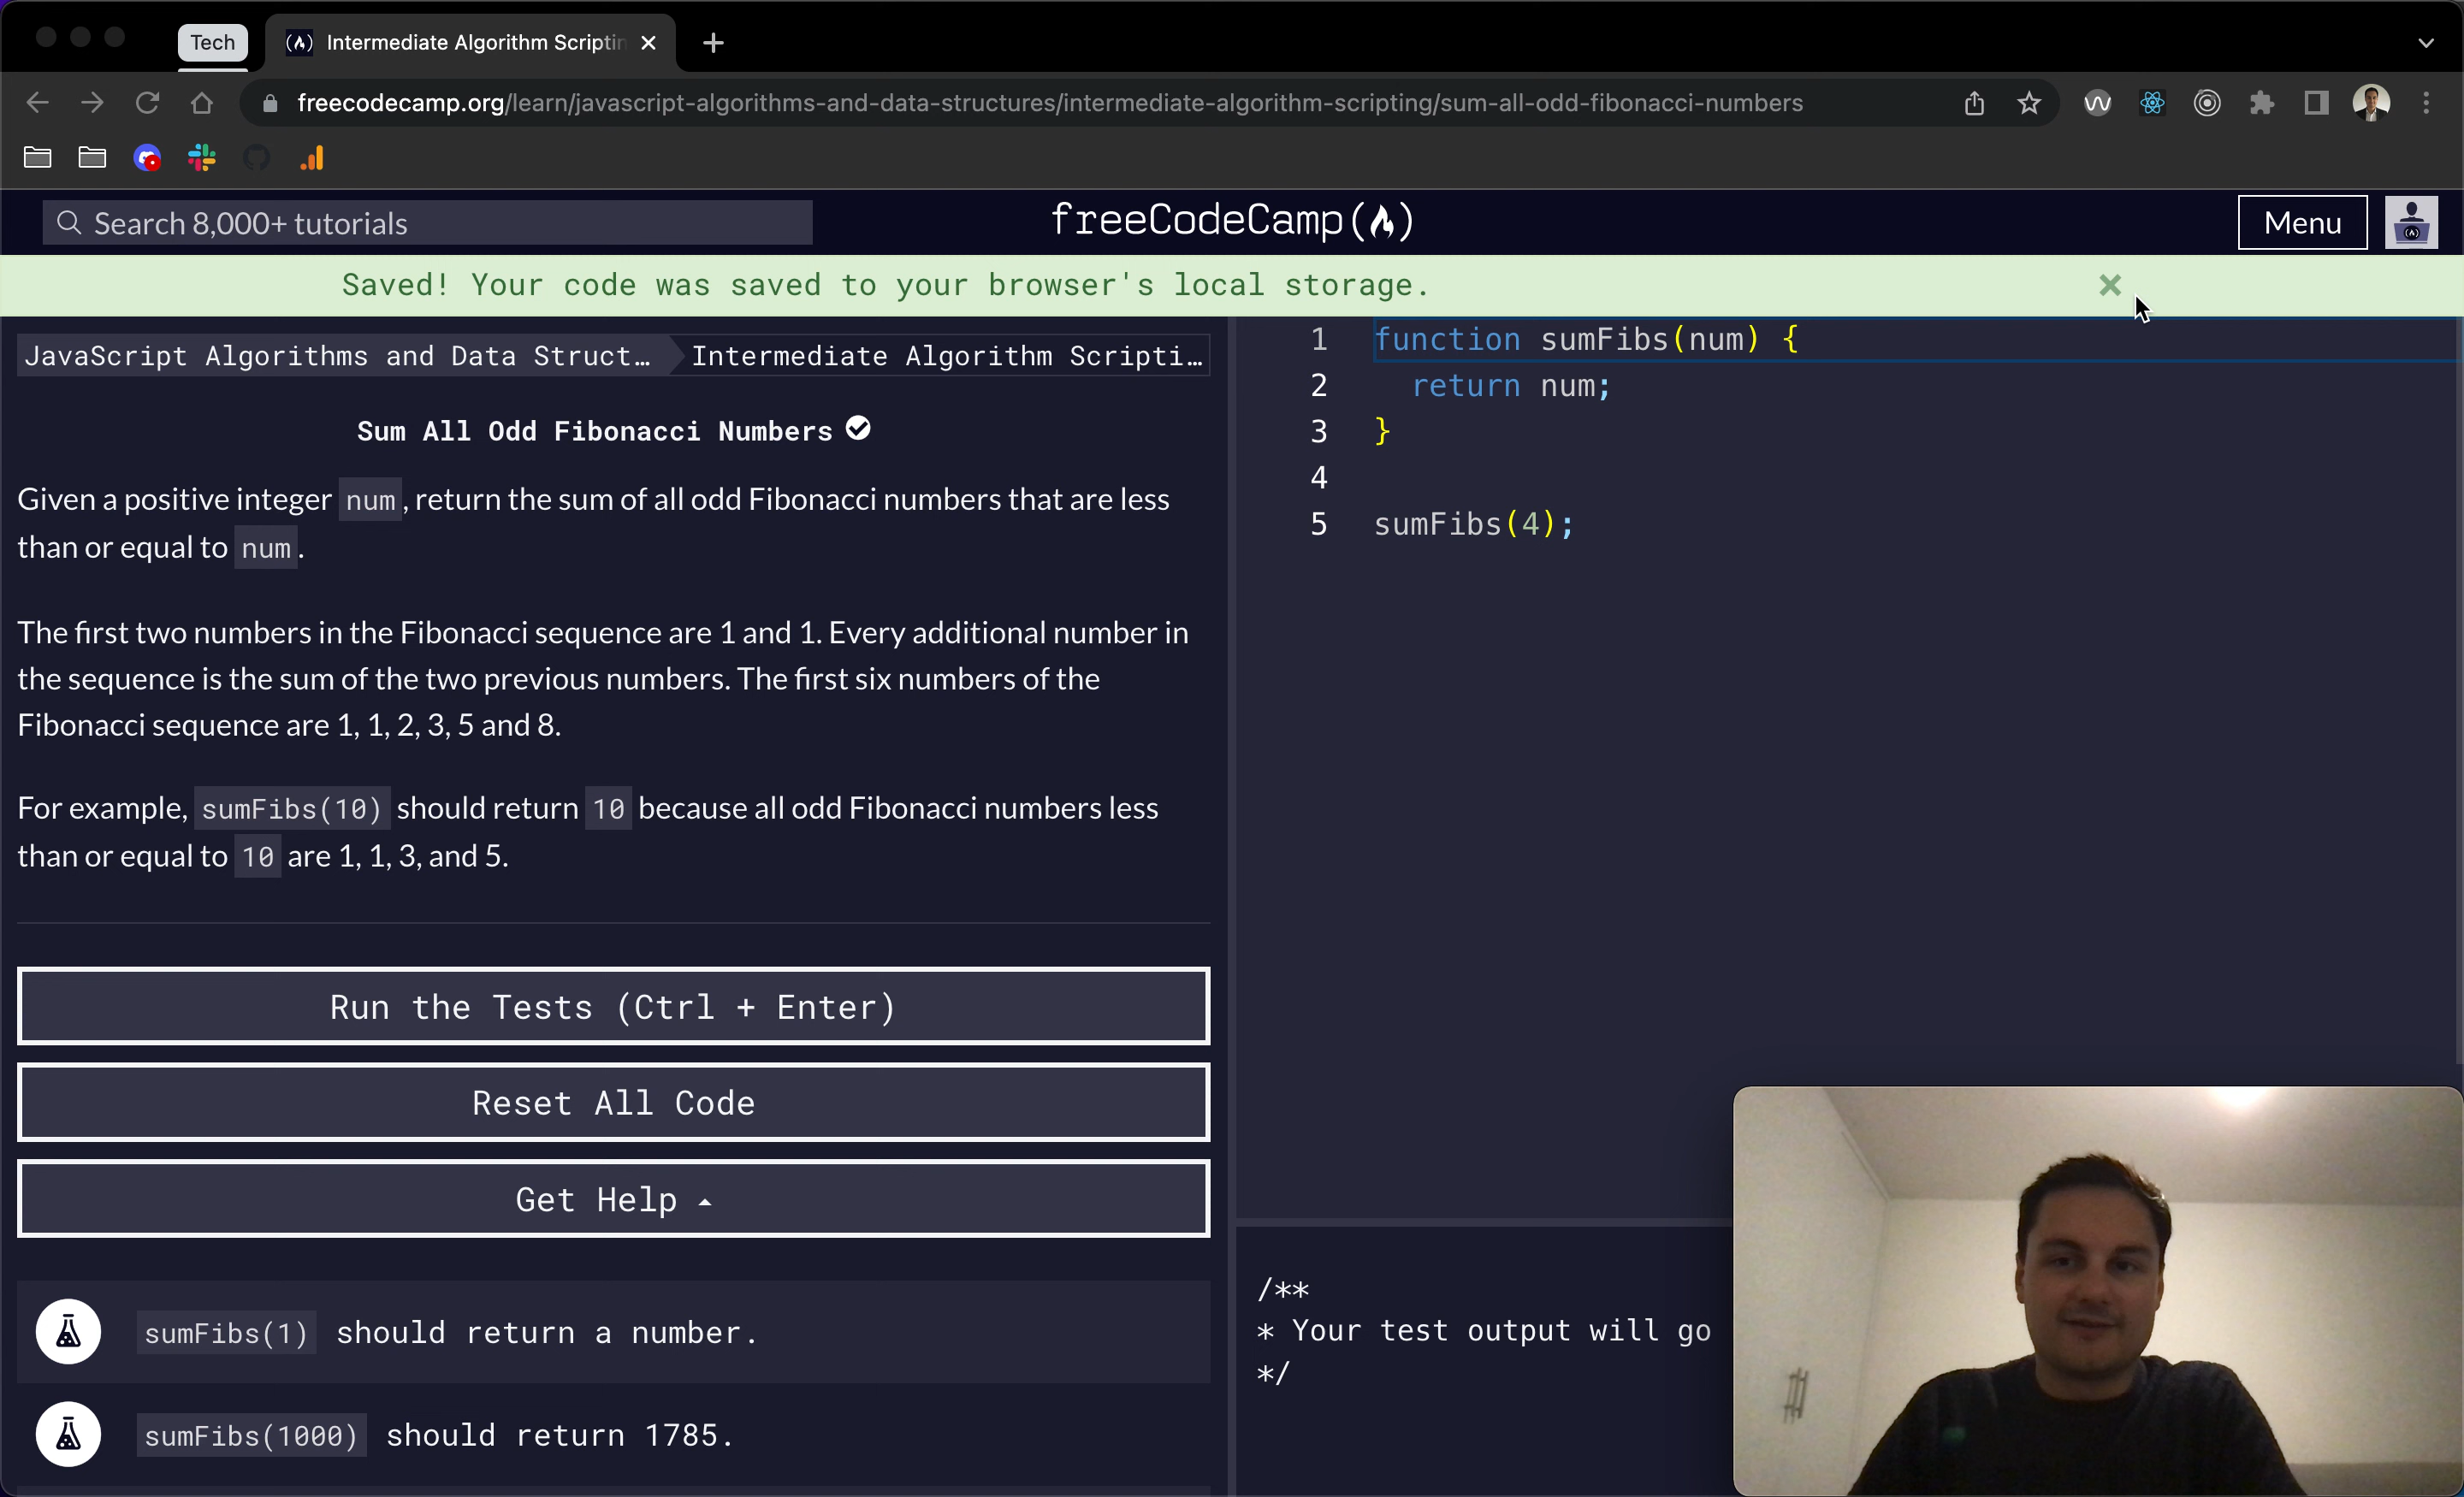 Tech
Intermediate Algorithm Scriptin
freecodecamp.org/learn/javascript-algorithms-and-data-structures/intermediate-algorithm-scripting/sum-all-odd-fibonacci-numbers
Search 8,000+ tutorials
freeCodeCamp
Menu
Saved! Your code was saved to your browser's local storage.
JavaScript Algorithms and Data Struct…
Intermediate Algorithm Scripti…
Sum All Odd Fibonacci Numbers
Given a positive integer num, return the sum of all odd Fibonacci numbers that are less
than or equal to num.
The first two numbers in the Fibonacci sequence are 1 and 1. Every additional number in
the sequence is the sum of the two previous numbers. The first six numbers of the
Fibonacci sequence are 1, 1, 2, 3, 5 and 8.
For example, sumFibs(10) should return 10 because all odd Fibonacci numbers less
than or equal to 10 are 1, 1, 3, and 5.
Run the Tests (Ctrl + Enter)
Reset All Code
Get Help
sumFibs(1) should return a number.
sumFibs(1000) should return 1785.
1 function sumFibs(num) {
2 return num;
3 }
4
5 sumFibs(4);
/**
* Your test output will go
*/